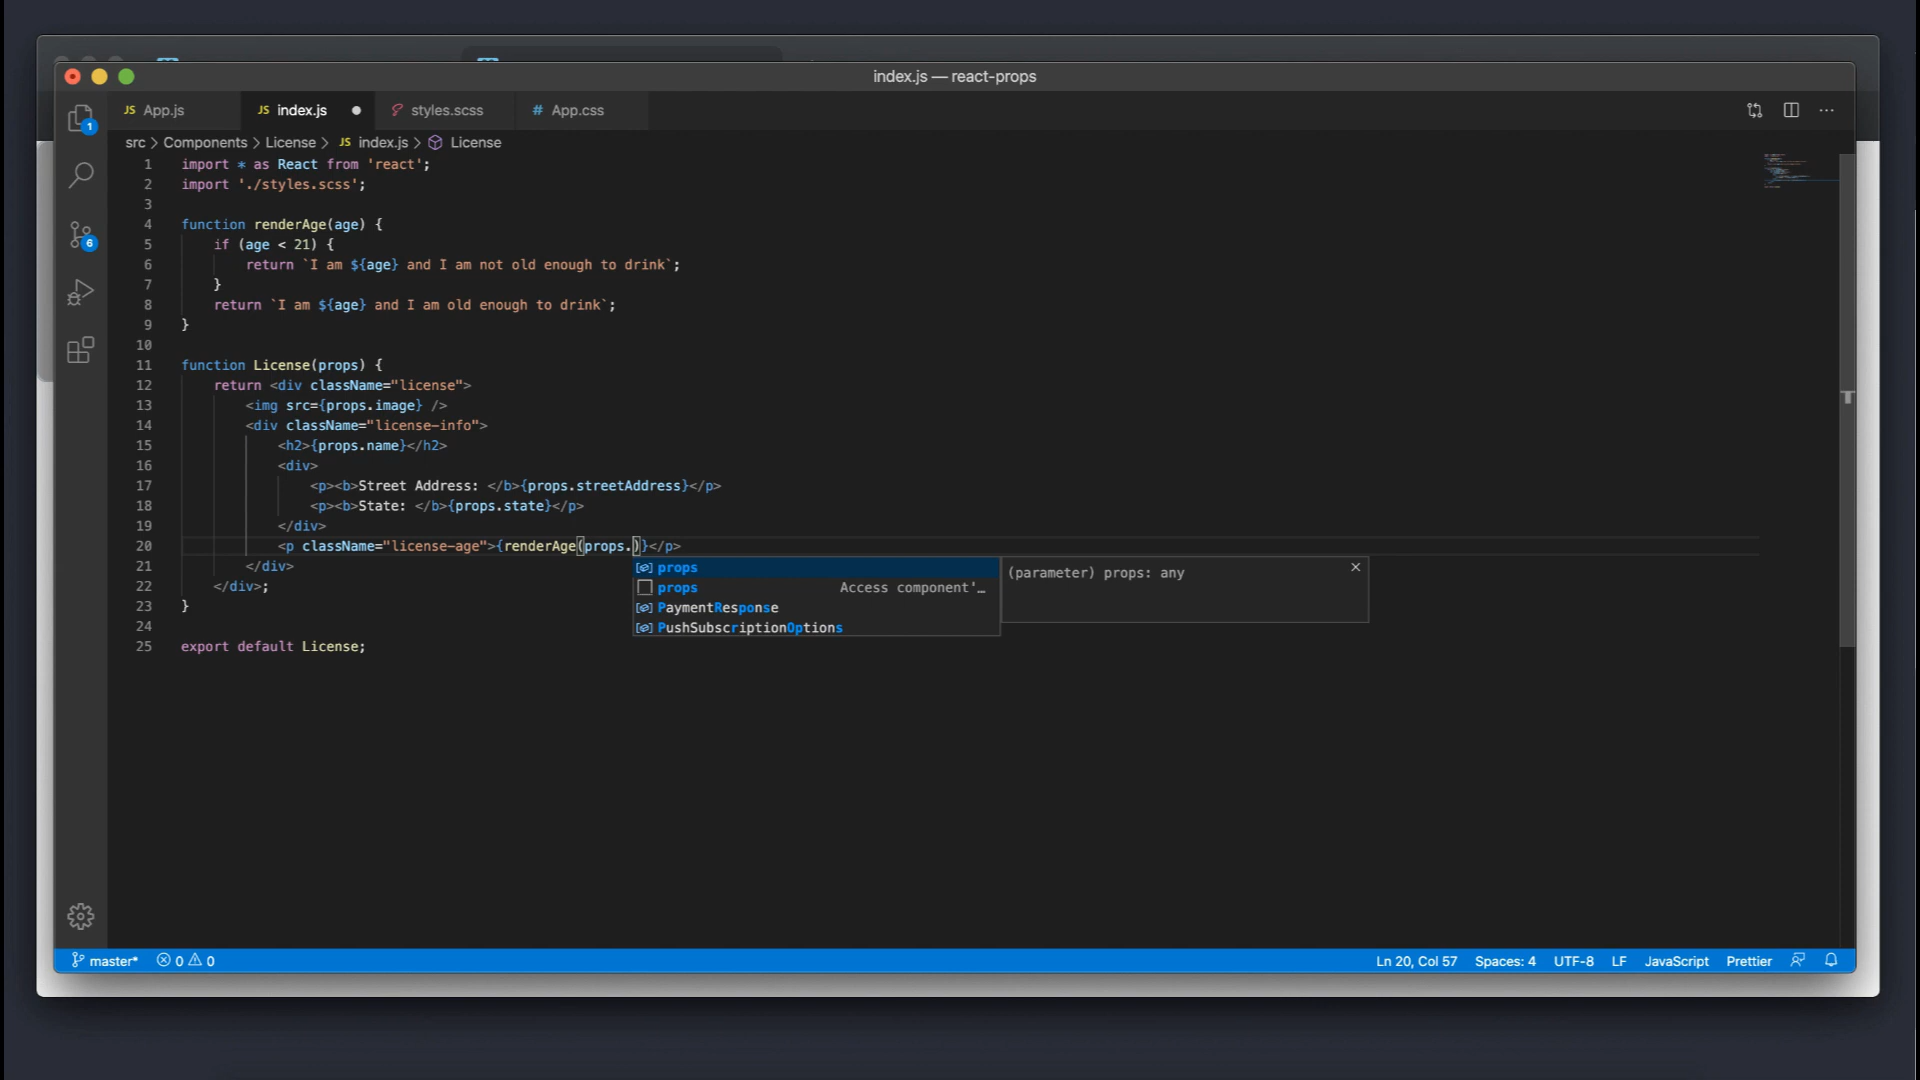 index.js — react-props
JS App.js JS index.js styles.scss # App.css
1
src > Components > License > JS index.js > License
1 import * as React from 'react';
2 import './styles.scss';
3
4 function renderAge(age) {
5 if (age < 21) {
6 return `I am ${age} and I am not old enough to drink`;
7 }
8 return `I am ${age} and I am old enough to drink`;
9 }
10
11 function License(props) {
12 return <div className="license">
13 <img src={props.image} />
14 <div className="license-info">
15 <h2>{props.name}</h2>
16 <div>
17 <p><b>Street Address: </b>{props.streetAddress}</p>
18 <p><b>State: </b>{props.state}</p>
19 </div>
20 <p className="license-age">{renderAge(props.)}</p>
21 </div>
22 </div>;
23 }
24
25 export default License;
6
props
props Access component'…
PaymentResponse
PushSubscriptionOptions
(parameter) props: any
master* 0 0 Ln 20, Col 57 Spaces: 4 UTF-8 LF JavaScript Prettier